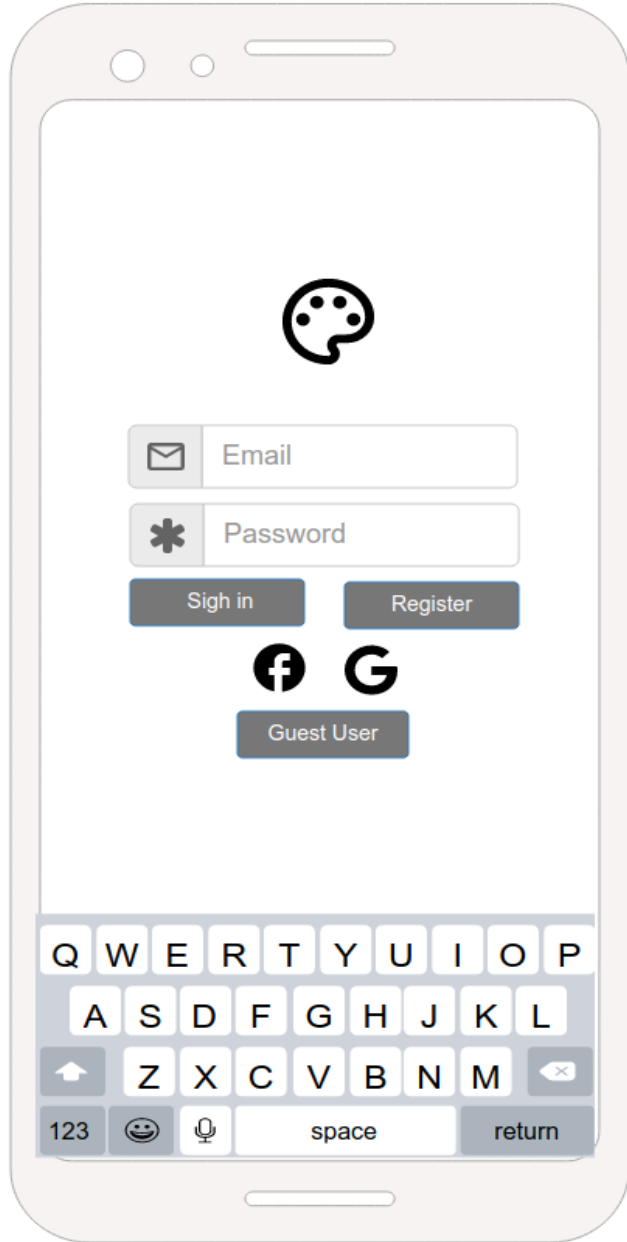 Email
Password
Sigh in
Register
Guest User
Q W E R T Y U I O P
A S D F G H J K L
Z X C V B N M
123 space return